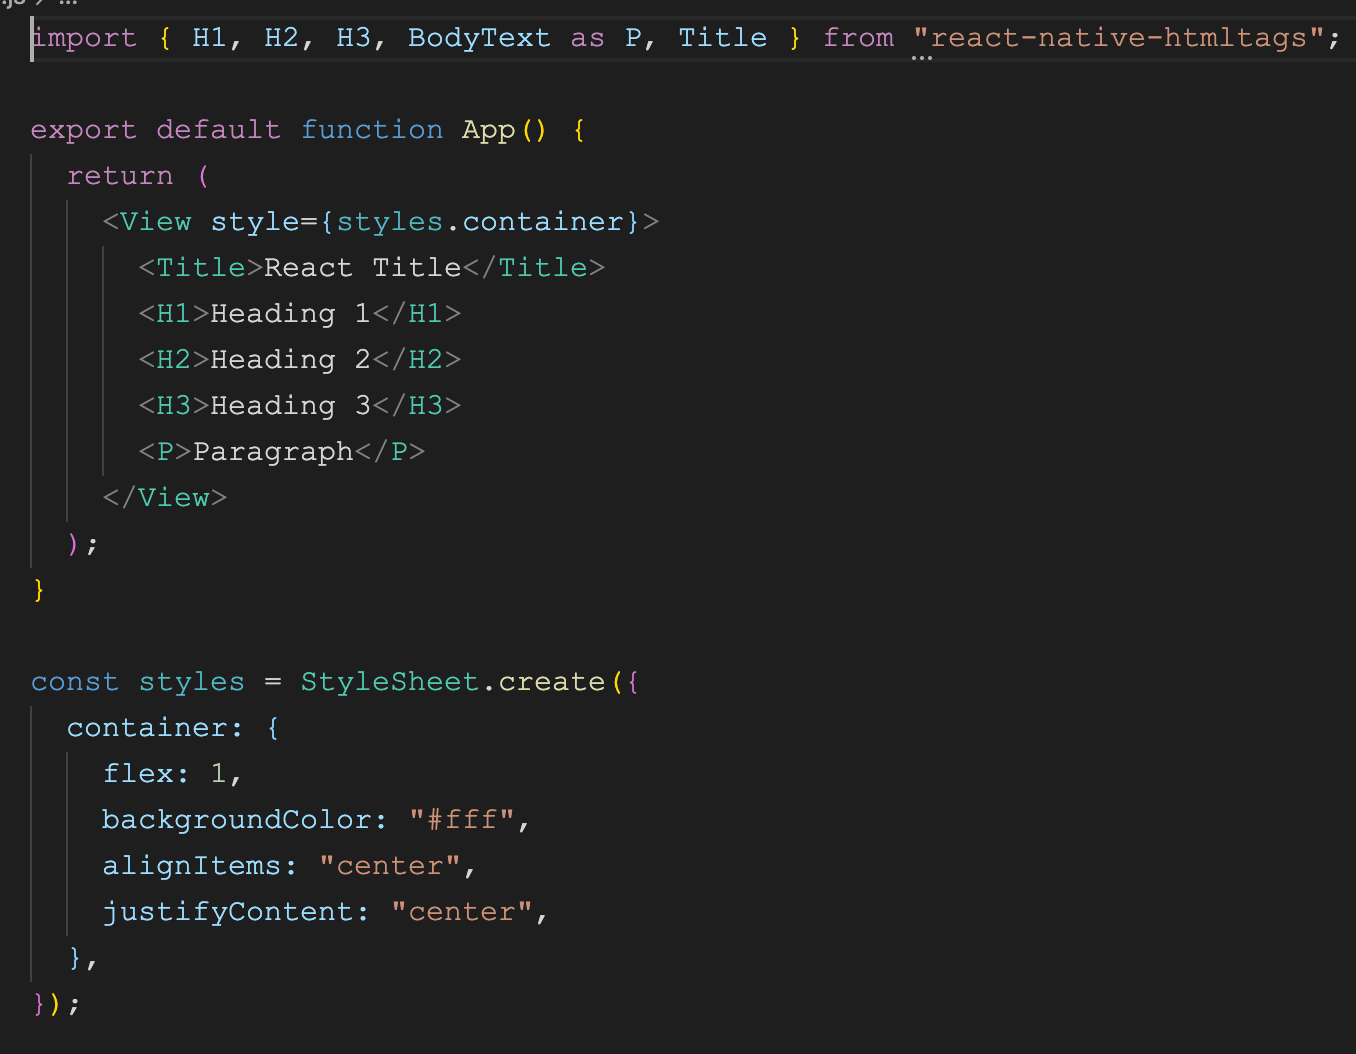 import { H1, H2, H3, BodyText as P, Title } from "react-native-htmltags";

export default function App() {
  return (
    <View style={styles.container}>
      <Title>React Title</Title>
      <H1>Heading 1</H1>
      <H2>Heading 2</H2>
      <H3>Heading 3</H3>
      <P>Paragraph</P>
    </View>
  );
}

const styles = StyleSheet.create({
  container: {
    flex: 1,
    backgroundColor: "#fff",
    alignItems: "center",
    justifyContent: "center",
  },
});